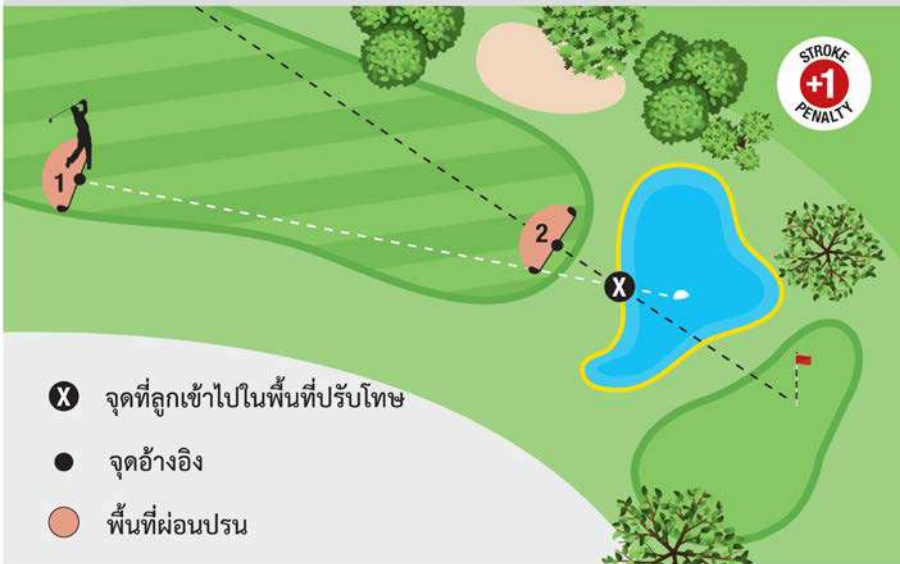 STROKE
+1
PENALTY
1
2
X
X จุดที่ลูกเข้าไปในพื้นที่ปรับโทษ
จุดอ้างอิง
พื้นที่ผ่อนปรน